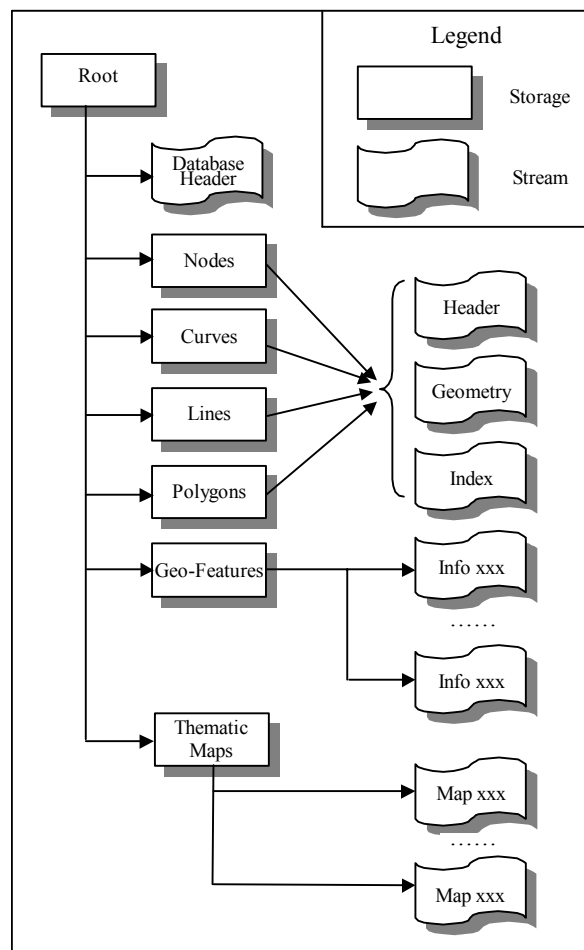 Legend
Root
Storage
Database
Header
Stream
Nodes
Header
Curves
Geometry
Lines
Polygons
Index
Geo-Features
Info xxx
......
Info xxx
Thematic
Maps
Map xxx
......
Map xxx